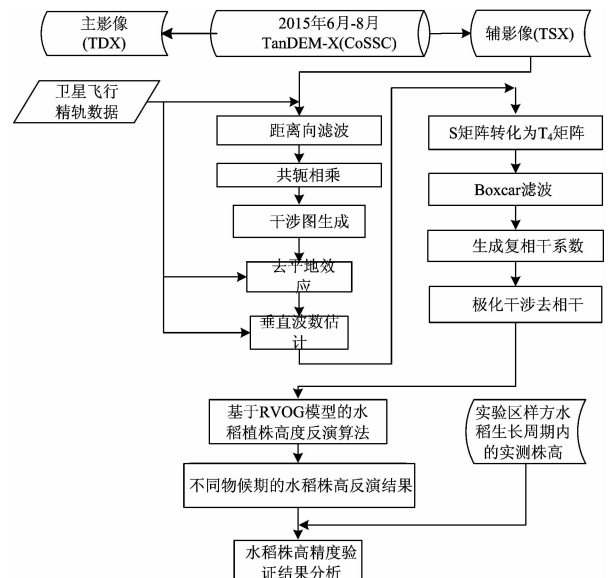 主影像
(TDX)
2015年6月-8月
TanDEM-X(CoSSC)
辅影像(TSX)
卫星飞行
精轨数据
距离向滤波
共轭相乘
干涉图生成
去平地效
应
垂直波数估
计
S矩阵转化为T₄矩阵
Boxcar滤波
生成复相干系数
极化干涉去相干
基于RVOG模型的水
稻植株高度反演算法
实验区样方水
稻生长周期内
的实测株高
不同物候期的水稻株高反演结果
水稻株高精度验
证结果分析